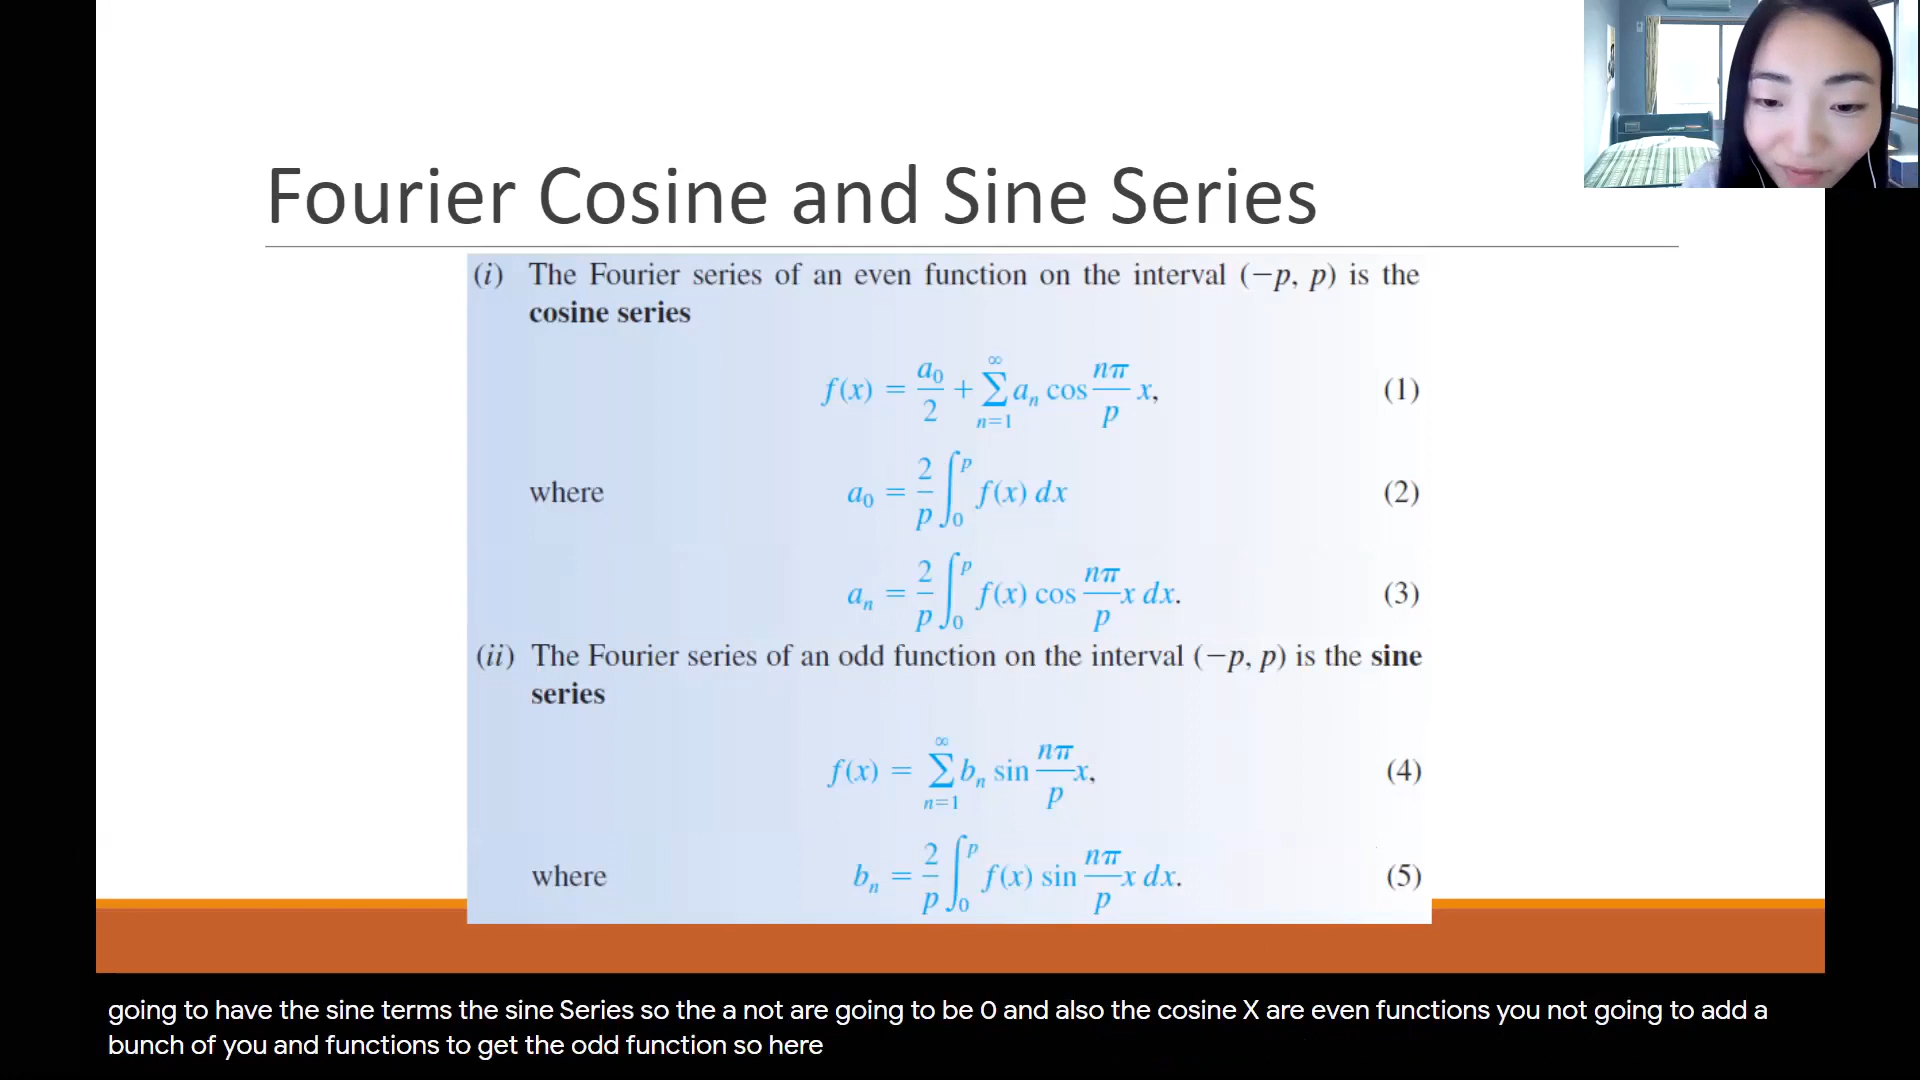 Fourier Cosine and Sine Series
(i) The Fourier series of an even function on the interval (−p, p) is the
cosine series
f(x) = a₀/2 + ∑_{n=1}^{∞} aₙ cos nπ/p x, (1)
where a₀ = 2/p ∫₀^p f(x) dx (2)
aₙ = 2/p ∫₀^p f(x) cos nπ/p x dx. (3)
(ii) The Fourier series of an odd function on the interval (−p, p) is the sine
series
f(x) = ∑_{n=1}^{∞} bₙ sin nπ/p x, (4)
where bₙ = 2/p ∫₀^p f(x) sin nπ/p x dx. (5)
going to have the sine terms the sine Series so the a not are going to be 0 and also the cosine X are even functions you not going to add a
bunch of you and functions to get the odd function so here